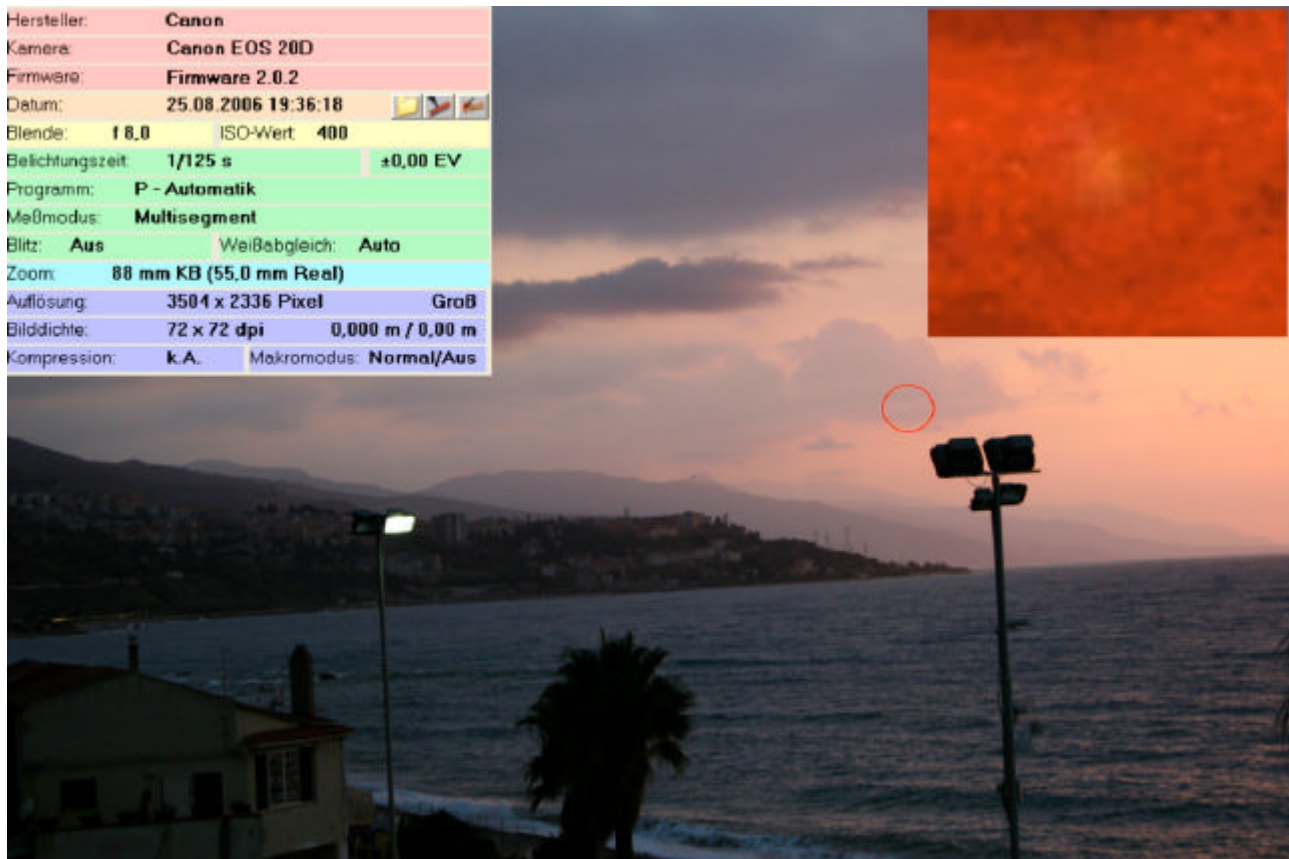 Hersteller: Canon
Kamera: Canon EOS 20D
Firmware: Firmware 2.0.2
Datum: 25.08.2006 19:36:18
Blende: f 8,0 ISO-Wert: 400
Belichtungszeit: 1/125 s ±0,00 EV
Programm: P - Automatik
Meßmodus: Multisegment
Blitz: Aus Weißabgleich: Auto
Zoom: 88 mm KB (55,0 mm Real)
Auflösung: 3504 x 2336 Pixel Groß
Bilddichte: 72 x 72 dpi 0,000 m / 0,00 m
Kompression: k.A. Makromodus: Normal/Aus